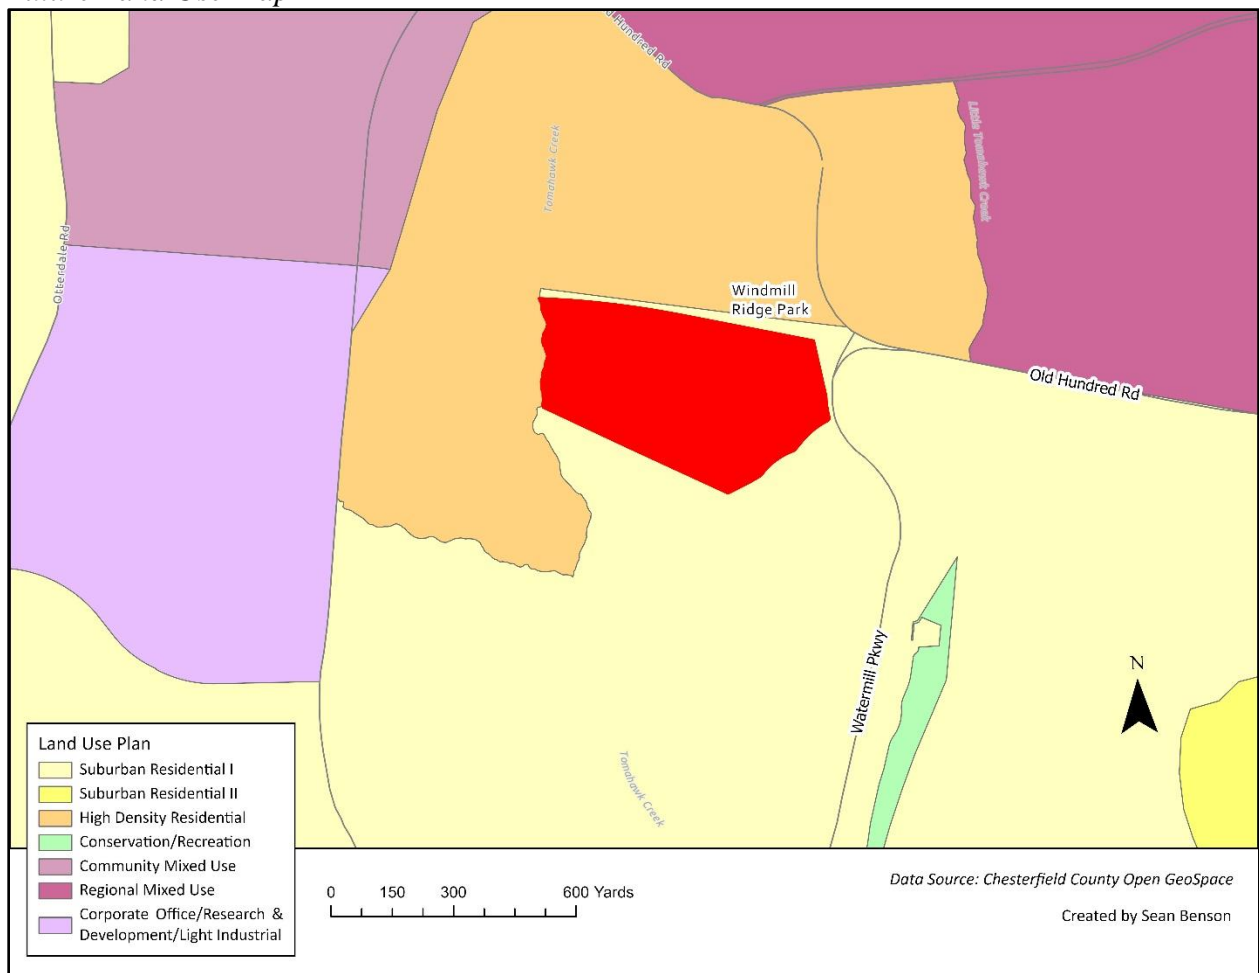 d Hundred Rd
Little Tomahawk Creek
Tomahawk Creek
Otterdale Rd
Windmill
Ridge Park
Old Hundred Rd
Watermill Pkwy
N
Tomahawk Creek
Land Use Plan
Suburban Residential I
Suburban Residential II
High Density Residential
Conservation/Recreation
Community Mixed Use
Regional Mixed Use
Corporate Office/Research &
Development/Light Industrial
0 150 300 600 Yards
Data Source: Chesterfield County Open GeoSpace
Created by Sean Benson